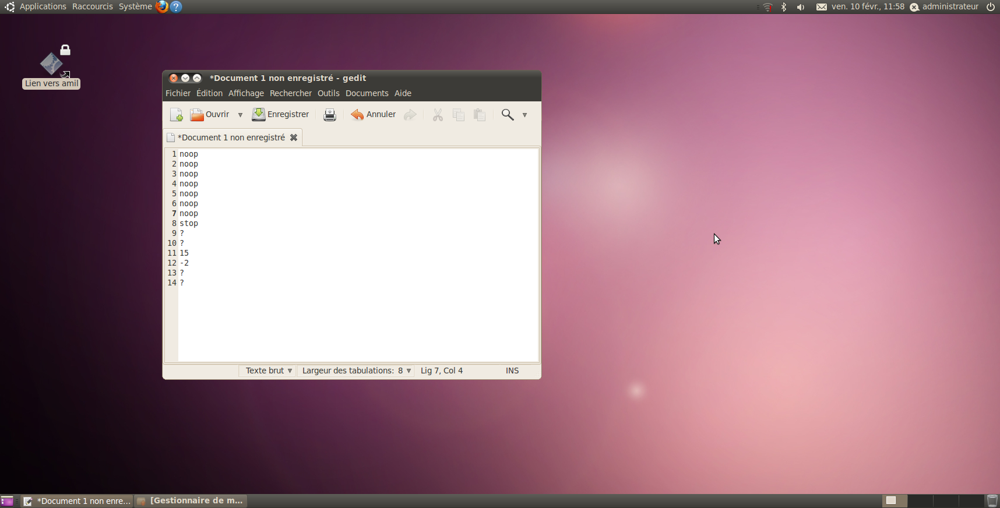 Applications Raccourcis Système
ven. 10 févr., 11:58 administrateur
Lien vers amil
*Document 1 non enregistré - gedit
Fichier Édition Affichage Rechercher Outils Documents Aide
Ouvrir Enregistrer Annuler
*Document 1 non enregistré
1 noop
2 noop
3 noop
4 noop
5 noop
6 noop
7 noop
8 stop
9 ?
10 ?
11 15
12 -2
13 ?
14 ?
Texte brut Largeur des tabulations: 8 Lig 7, Col 4 INS
*Document 1 non enre... [Gestionnaire de m...